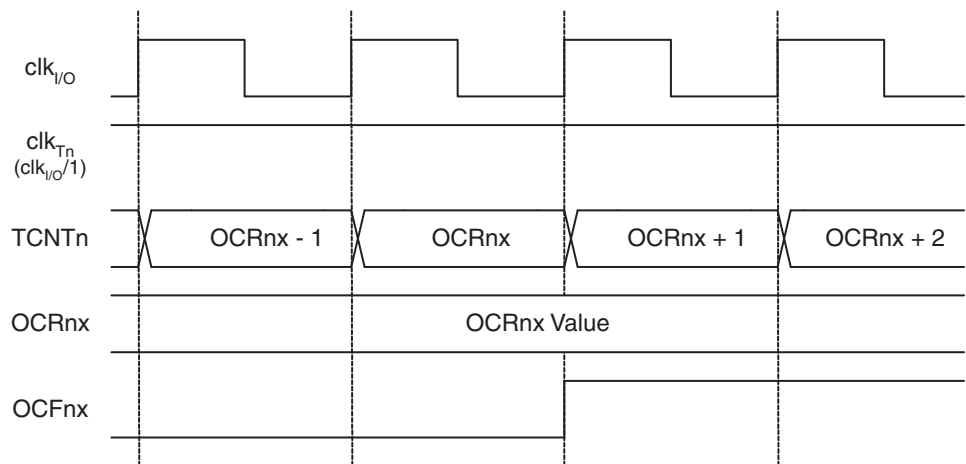 clkI/O
clkTn
(clkI/O/1)
TCNTn OCRnx - 1 OCRnx OCRnx + 1 OCRnx + 2
OCRnx OCRnx Value
OCFnx